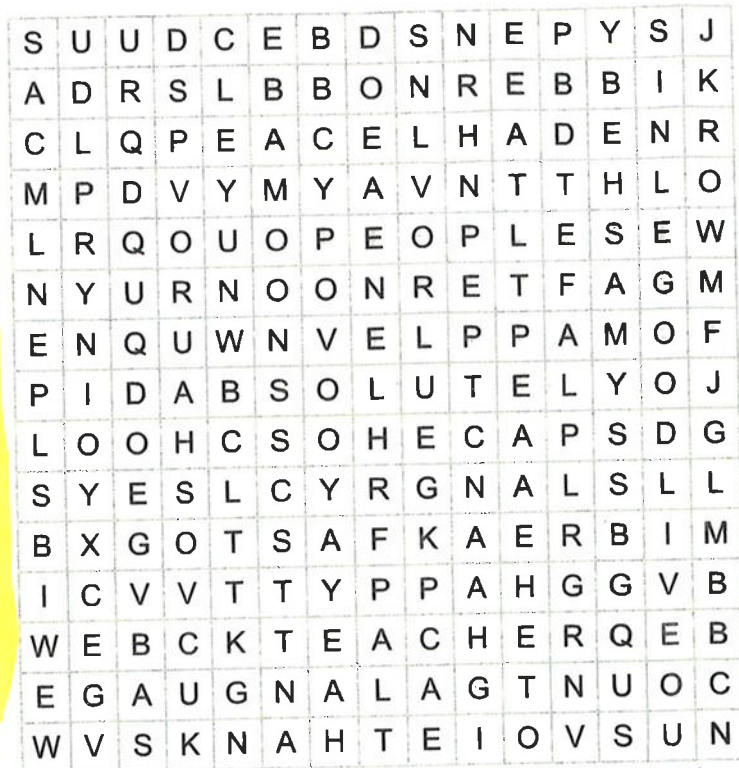 S U U D C E B D S N E P Y S J
A D R S L B B O N R E B B I K
C L Q P E A C E L H A D E N R
M P D V Y M Y A V N T T H L O
L R Q O U O P E O P L E S E W
N Y U R N O O N R E T F A G M
E N Q U W N V E L P P A M O F
P I D A B S O L U T E L Y O J
L O O H C S O H E C A P S D G
S Y E S L C Y R G N A L S L L
B X G O T S A F K A E R B I M
I C V V T T Y P P A H G G V B
W E B C K T E A C H E R Q E B
E G A U G N A L A G T N U O C
W V S K N A H T E I O V S U N